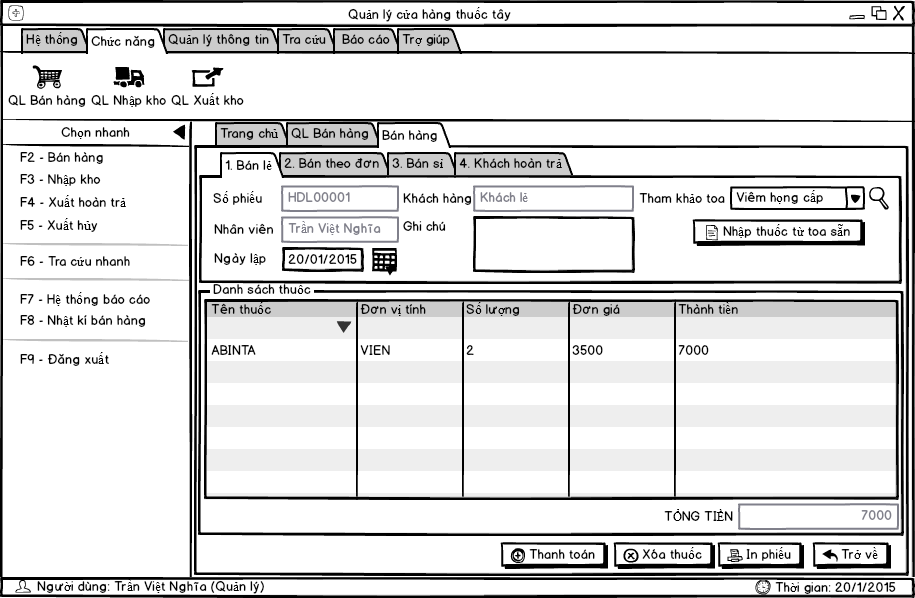 Quản lý cửa hàng thuốc tây
Hệ thống Chức năng Quản lý thông tin Tra cứu Báo cáo Trợ giúp
QL Bán hàng QL Nhập kho QL Xuất kho
Chọn nhanh
F2 - Bán hàng
F3 - Nhập kho
F4 - Xuất hoàn trả
F5 - Xuất hủy
F6 - Tra cứu nhanh
F7 - Hệ thống báo cáo
F8 - Nhật kí bán hàng
F9 - Đăng xuất
Trang chủ QL Bán hàng Bán hàng
1. Bán lẻ 2. Bán theo đơn 3. Bán sỉ 4. Khách hoàn trả
Số phiếu HDL00001 Khách hàng Khách lẻ Tham khảo toa Viêm họng cấp
Nhân viên Trần Việt Nghĩa Ghi chú Nhập thuốc từ toa sẵn
Ngày lập 20/01/2015
Danh sách thuốc
Tên thuốc Đơn vị tính Số lượng Đơn giá Thành tiền
ABINTA VIEN 2 3500 7000
TỔNG TIỀN 7000
Thanh toán Xóa thuốc In phiếu Trở về
Người dùng: Trần Việt Nghĩa (Quản lý) Thời gian: 20/1/2015